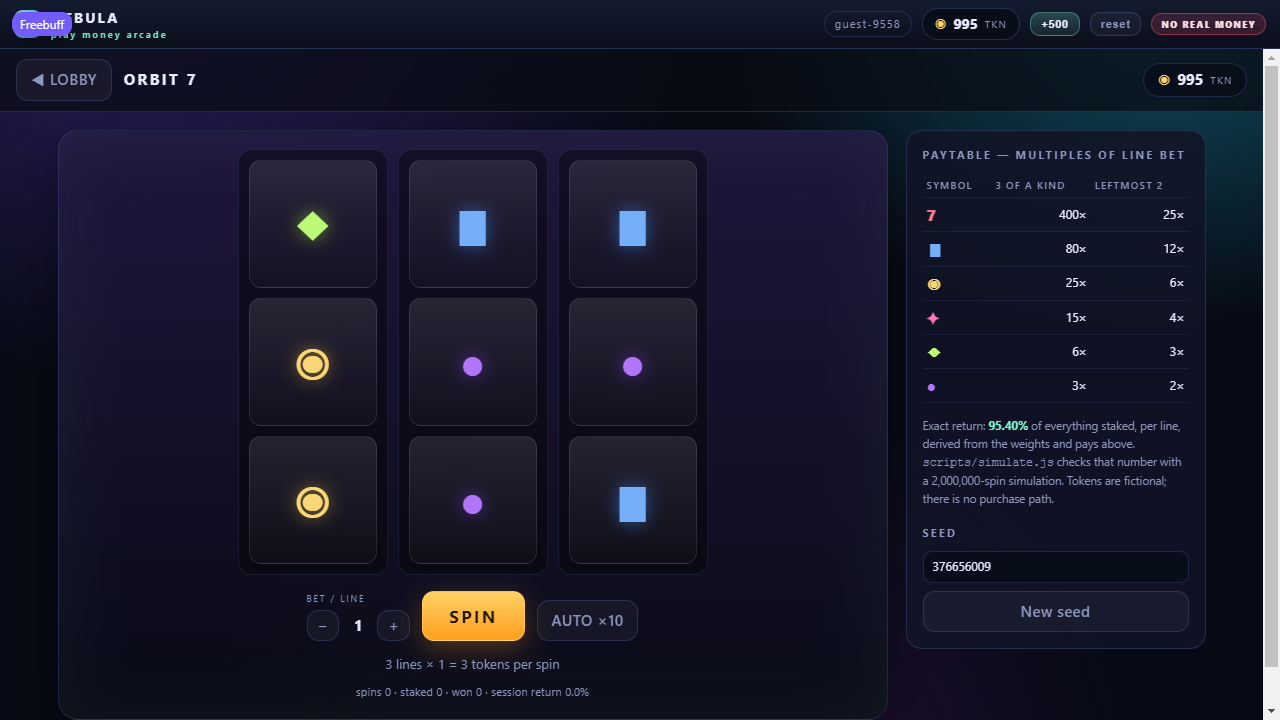 Freebuff
EBULA
play money arcade
guest-9558
995 TKN
+500
reset
NO REAL MONEY
◀ LOBBY
ORBIT 7
995 TKN
PAYTABLE — MULTIPLES OF LINE BET
SYMBOL 3 OF A KIND LEFTMOST 2
7 400× 25×
80× 12×
25× 6×
15× 4×
6× 3×
3× 2×
Exact return: 95.40% of everything staked, per line,
derived from the weights and pays above.
scripts/simulate.js checks that number with
a 2,000,000-spin simulation. Tokens are fictional;
there is no purchase path.
SEED
376656009
New seed
BET / LINE
− 1 +
SPIN
AUTO ×10
3 lines × 1 = 3 tokens per spin
spins 0 · staked 0 · won 0 · session return 0.0%